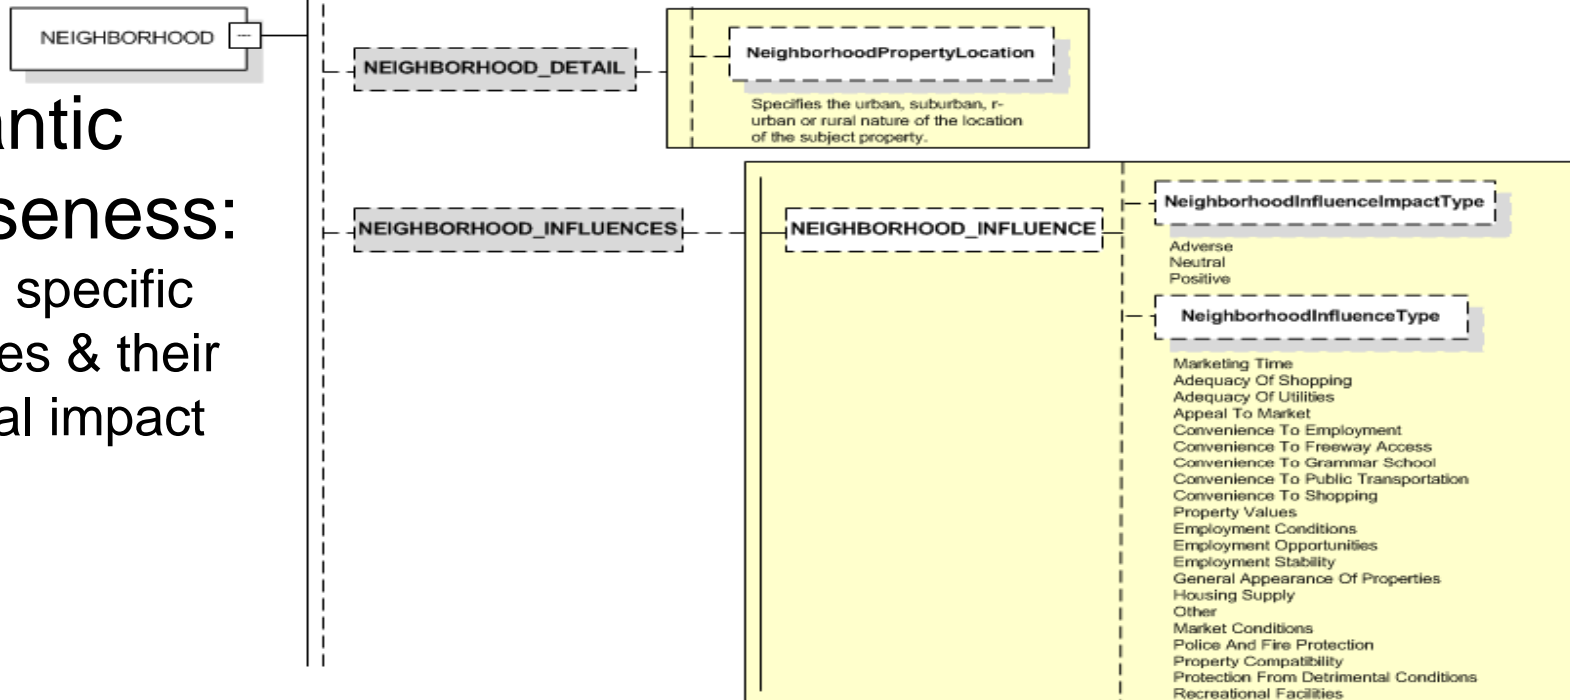 NEIGHBORHOOD
antic
seness:
specific
es & their
al impact
NEIGHBORHOOD_DETAIL
NeighborhoodPropertyLocation
Specifies the urban, suburban, r-
urban or rural nature of the location
of the subject property.
NEIGHBORHOOD_INFLUENCES
NEIGHBORHOOD_INFLUENCE
NeighborhoodInfluenceImpactType
Adverse
Neutral
Positive
NeighborhoodInfluenceType
Marketing Time
Adequacy Of Shopping
Adequacy Of Utilities
Appeal To Market
Convenience To Employment
Convenience To Freeway Access
Convenience To Grammar School
Convenience To Public Transportation
Convenience To Shopping
Property Values
Employment Conditions
Employment Opportunities
Employment Stability
General Appearance Of Properties
Housing Supply
Other
Market Conditions
Police And Fire Protection
Property Compatibility
Protection From Detrimental Conditions
Recreational Facilities